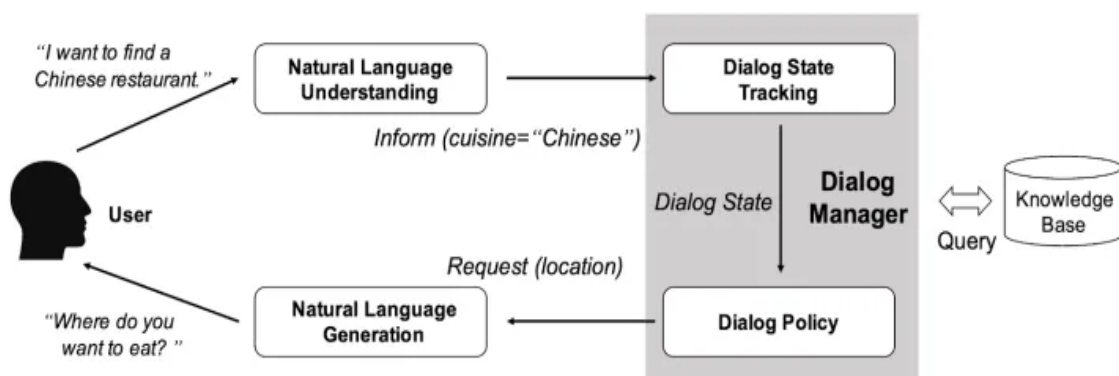 “I want to find a
Chinese restaurant.”
Natural Language
Understanding
Dialog State
Tracking
Inform (cuisine=“Chinese”)
User
Dialog State
Dialog
Manager
Knowledge
Base
Query
Request (location)
“Where do you
want to eat? ”
Natural Language
Generation
Dialog Policy